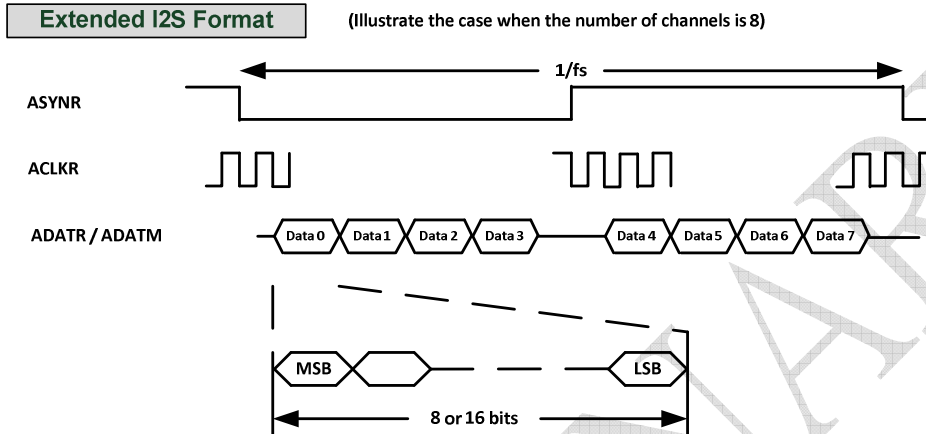 Extended I2S Format
(Illustrate the case when the number of channels is 8)
1/fs
ASYNR
ACLKR
ADATR / ADATM
Data 0 Data 1 Data 2 Data 3 Data 4 Data 5 Data 6 Data 7
MSB LSB
8 or 16 bits